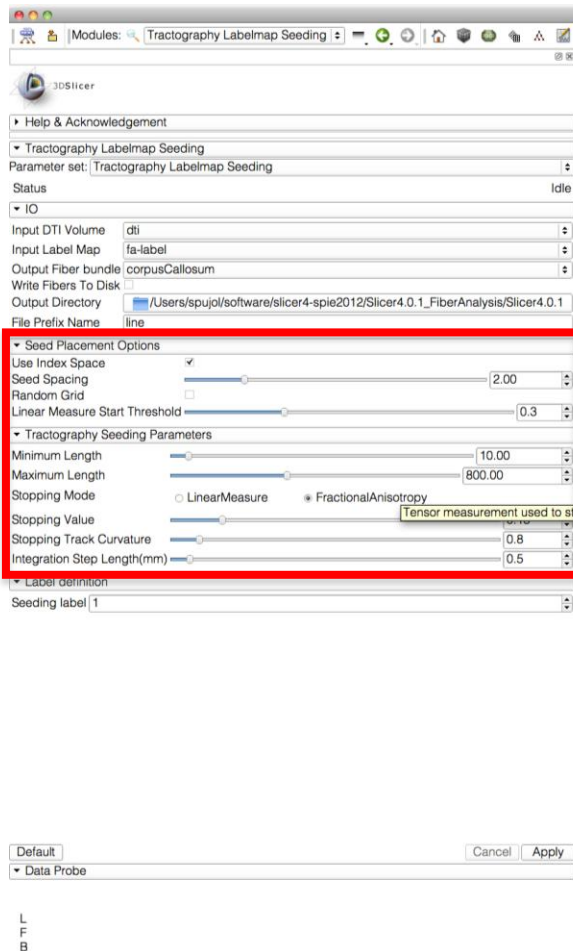 Modules: Tractography Labelmap Seeding
3DSlicer
Help & Acknowledgement
Tractography Labelmap Seeding
Parameter set: Tractography Labelmap Seeding
Status Idle
IO
Input DTI Volume dti
Input Label Map fa-label
Output Fiber bundle corpusCallosum
Write Fibers To Disk
Output Directory /Users/spujol/software/slicer4-spie2012/Slicer4.0.1_FiberAnalysis/Slicer4.0.1
File Prefix Name line
Seed Placement Options
Use Index Space
Seed Spacing 2.00
Random Grid
Linear Measure Start Threshold 0.3
Tractography Seeding Parameters
Minimum Length 10.00
Maximum Length 800.00
Stopping Mode LinearMeasure FractionalAnisotropy
Tensor measurement used to st
Stopping Value
Stopping Track Curvature 0.8
Integration Step Length(mm) 0.5
Label definition
Seeding label 1
Default Cancel Apply
Data Probe
L
F
B